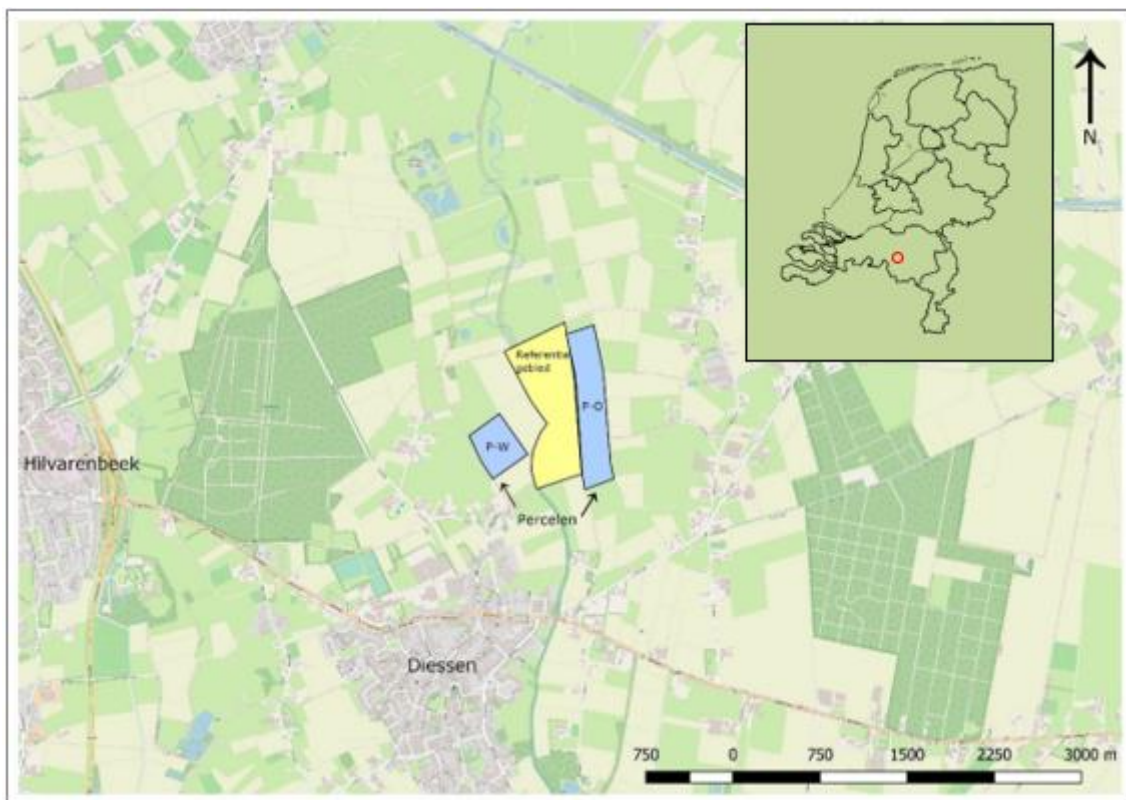 N
Referentie
gebied
P-O
P-W
Hilvarenbeek
Percelen
Diessen
750 0 750 1500 2250 3000 m